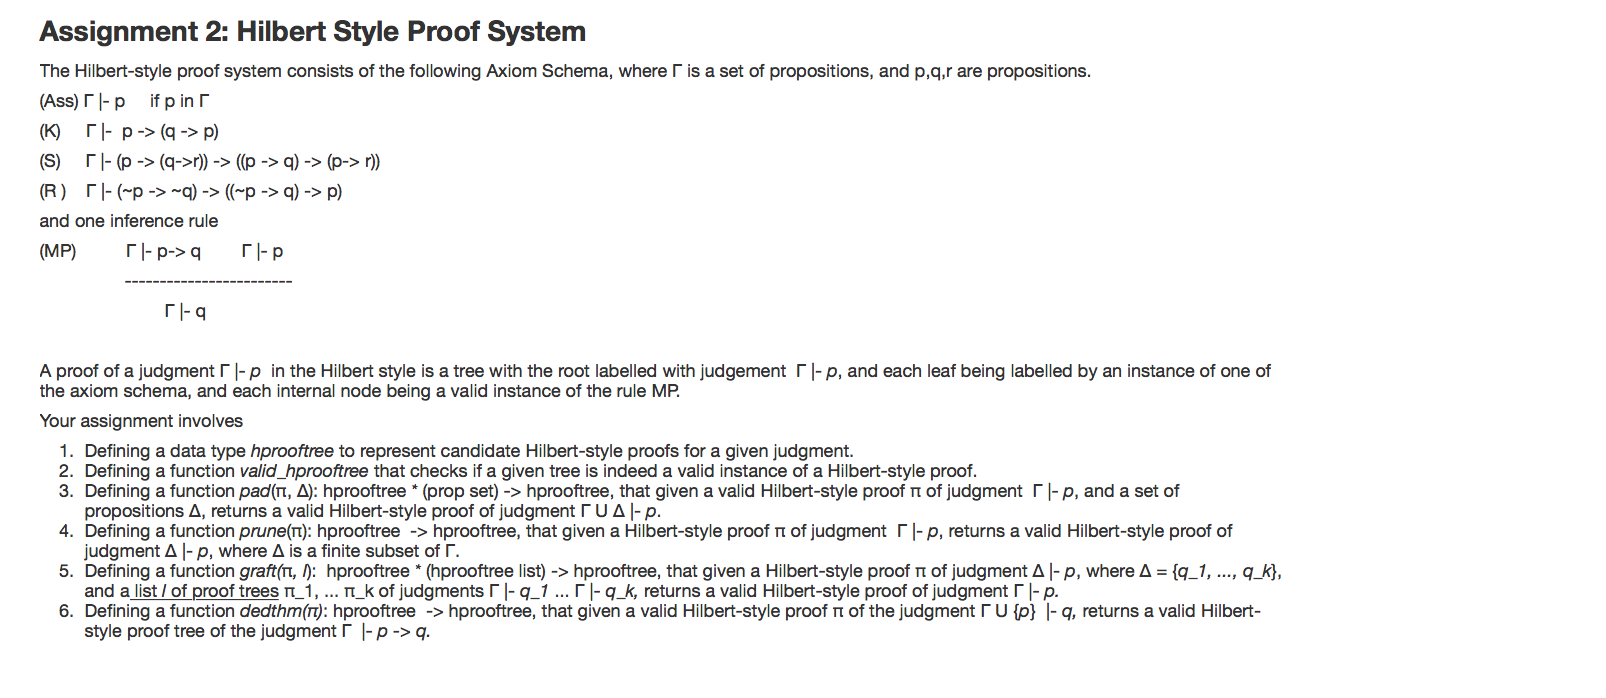 Assignment 2: Hilbert Style Proof System
The Hilbert-style proof system consists of the following Axiom Schema, where Γ is a set of propositions, and p,q,r are propositions.
(Ass) Γ |- p if p in Γ
(K) Γ |- p -> (q -> p)
(S) Γ |- (p -> (q->r)) -> ((p -> q) -> (p-> r))
(R ) Γ |- (~p -> ~q) -> ((~p -> q) -> p)
and one inference rule
(MP) Γ |- p-> q Γ |- p
------------------------
Γ |- q
A proof of a judgment Γ |- p in the Hilbert style is a tree with the root labelled with judgement Γ |- p, and each leaf being labelled by an instance of one of
the axiom schema, and each internal node being a valid instance of the rule MP.
Your assignment involves
1. Defining a data type hprooftree to represent candidate Hilbert-style proofs for a given judgment.
2. Defining a function valid_hprooftree that checks if a given tree is indeed a valid instance of a Hilbert-style proof.
3. Defining a function pad(π, Δ): hprooftree * (prop set) -> hprooftree, that given a valid Hilbert-style proof π of judgment Γ |- p, and a set of
propositions Δ, returns a valid Hilbert-style proof of judgment Γ U Δ |- p.
4. Defining a function prune(π): hprooftree -> hprooftree, that given a Hilbert-style proof π of judgment Γ |- p, returns a valid Hilbert-style proof of
judgment Δ |- p, where Δ is a finite subset of Γ.
5. Defining a function graft(π, l): hprooftree * (hprooftree list) -> hprooftree, that given a Hilbert-style proof π of judgment Δ |- p, where Δ = {q_1, ..., q_k},
and a list l of proof trees π_1, ... π_k of judgments Γ |- q_1 ... Γ |- q_k, returns a valid Hilbert-style proof of judgment Γ |- p.
6. Defining a function dedthm(π): hprooftree -> hprooftree, that given a valid Hilbert-style proof π of the judgment Γ U {p} |- q, returns a valid Hilbert-
style proof tree of the judgment Γ |- p -> q.